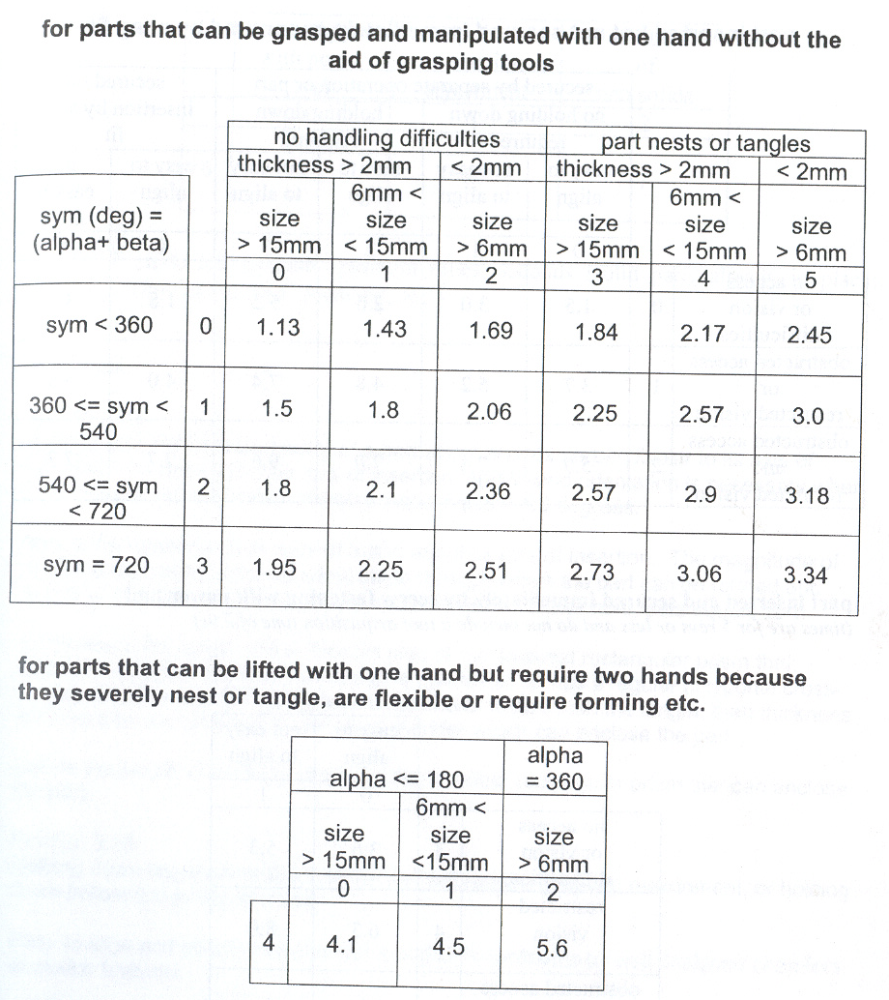 for parts that can be grasped and manipulated with one hand without the
aid of grasping tools
no handling difficulties part nests or tangles
thickness > 2mm < 2mm thickness > 2mm < 2mm
sym (deg) =
(alpha+ beta)
size
> 15mm
6mm <
size
< 15mm
size
> 6mm
size
> 15mm
6mm <
size
< 15mm
size
> 6mm
0 1 2 3 4 5
sym < 360 0 1.13 1.43 1.69 1.84 2.17 2.45
360 <= sym < 1 1.5 1.8 2.06 2.25 2.57 3.0
540
540 <= sym 2 1.8 2.1 2.36 2.57 2.9 3.18
< 720
sym = 720 3 1.95 2.25 2.51 2.73 3.06 3.34
for parts that can be lifted with one hand but require two hands because
they severely nest or tangle, are flexible or require forming etc.
alpha <= 180
alpha
= 360
size
> 15mm
6mm <
size
<15mm
size
> 6mm
0 1 2
4 4.1 4.5 5.6